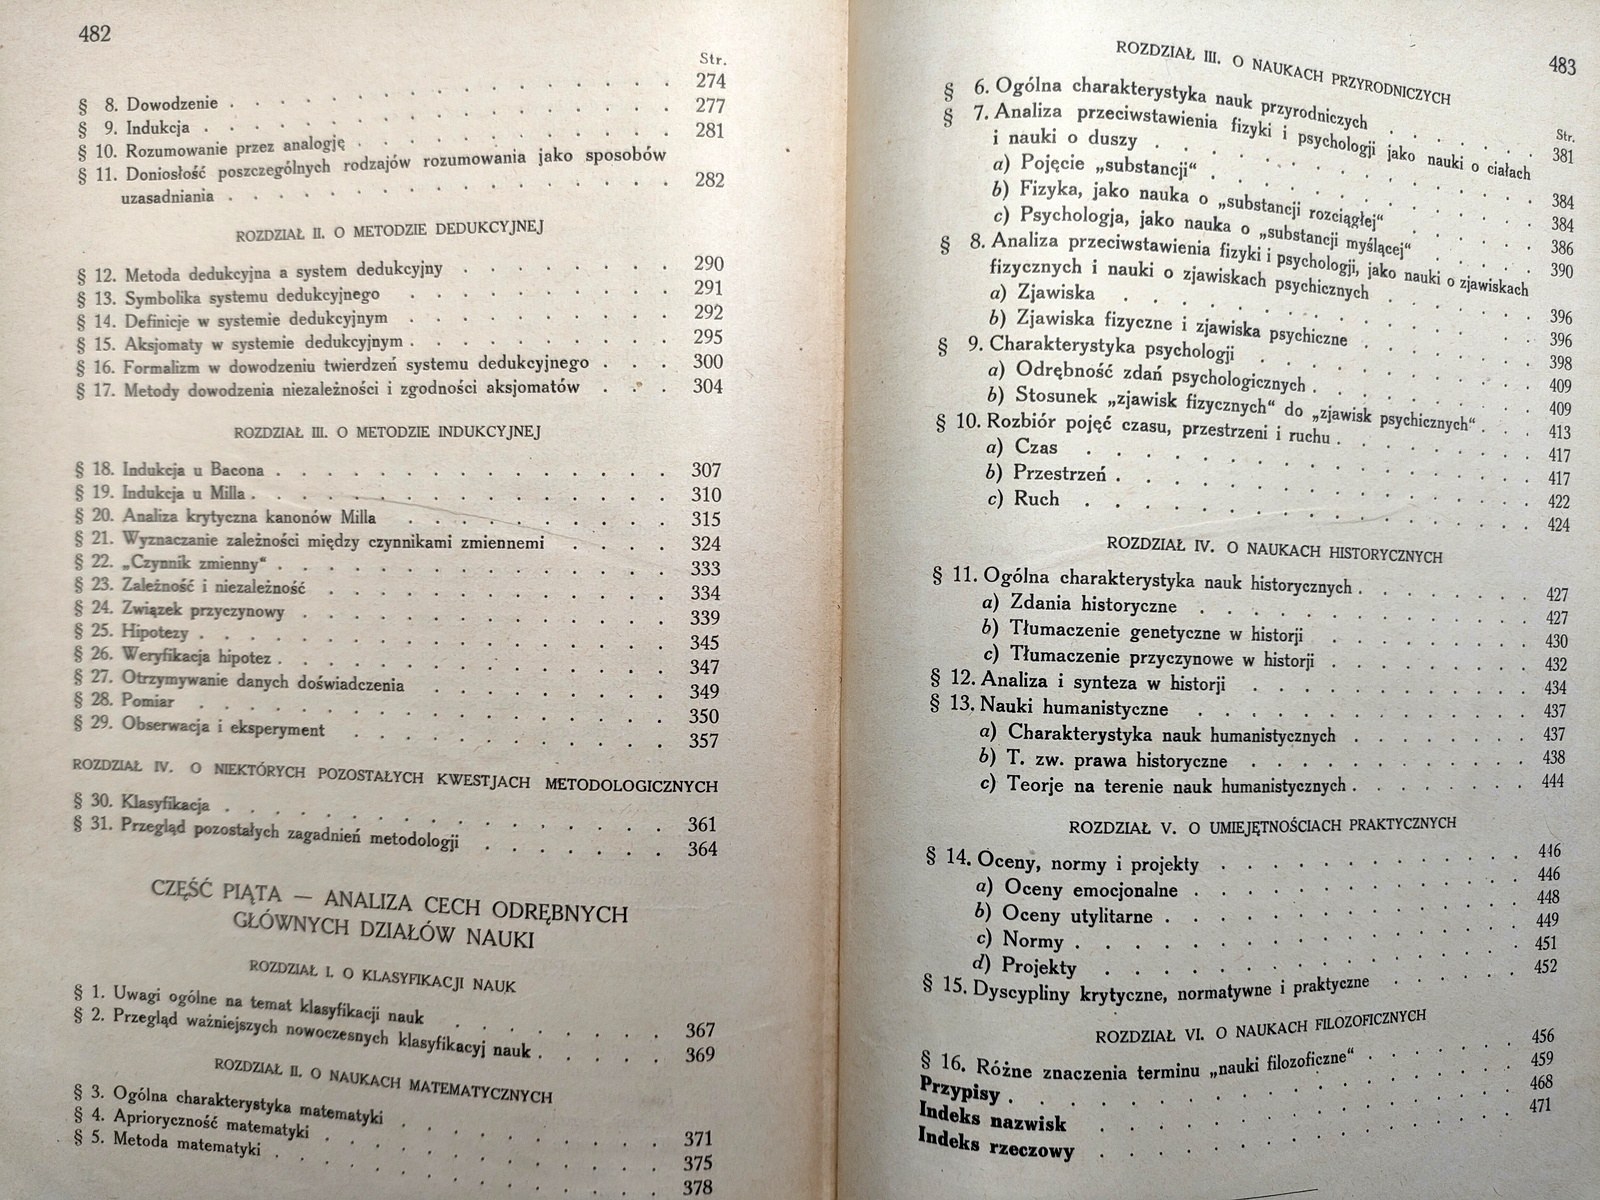 482
Str.
§ 8. Dowodzenie . . . . . . . . . . 274
§ 9. Indukcja . . . . . . . . . . 277
§ 10. Rozumowanie przez analogję . . . . . . . . . . 281
§ 11. Doniosłość poszczególnych rodzajów rozumowania jako sposobów
uzasadniania . . . . . . . . . . 282
ROZDZIAŁ II. O METODZIE DEDUKCYJNEJ
§ 12. Metoda dedukcyjna a system dedukcyjny . . . . . . . 290
§ 13. Symbolika systemu dedukcyjnego . . . . . . . . 291
§ 14. Definicje w systemie dedukcyjnym . . . . . . . . 292
§ 15. Aksjomaty w systemie dedukcyjnym . . . . . . . . 295
§ 16. Formalizm w dowodzeniu twierdzeń systemu dedukcyjnego . . . 300
§ 17. Metody dowodzenia niezależności i zgodności aksjomatów . . . 304
ROZDZIAŁ III. O METODZIE INDUKCYJNEJ
§ 18. Indukcja u Bacona . . . . . . . . . . 307
§ 19. Indukcja u Milla . . . . . . . . . . 310
§ 20. Analiza krytyczna kanonów Milla . . . . . . . . 315
§ 21. Wyznaczanie zależności między czynnikami zmiennemi . . . . 324
§ 22. „Czynnik zmienny“ . . . . . . . . . . 333
§ 23. Zależność i niezależność . . . . . . . . . . 334
§ 24. Związek przyczynowy . . . . . . . . . . 339
§ 25. Hipotezy . . . . . . . . . . 345
§ 26. Weryfikacja hipotez . . . . . . . . . . 347
§ 27. Otrzymywanie danych doświadczenia . . . . . . . 349
§ 28. Pomiar . . . . . . . . . . 350
§ 29. Obserwacja i eksperyment . . . . . . . . . 357
ROZDZIAŁ IV. O NIEKTÓRYCH POZOSTAŁYCH KWESTJACH METODOLOGICZNYCH
§ 30. Klasyfikacja . . . . . . . . . . 361
§ 31. Przegląd pozostałych zagadnień metodologji . . . . . . 364
CZĘŚĆ PIĄTA — ANALIZA CECH ODRĘBNYCH
GŁÓWNYCH DZIAŁÓW NAUKI
ROZDZIAŁ I. O KLASYFIKACJI NAUK
§ 1. Uwagi ogólne na temat klasyfikacji nauk . . . . . . . 367
§ 2. Przegląd ważniejszych nowoczesnych klasyfikacyj nauk . . . . . 369
ROZDZIAŁ II. O NAUKACH MATEMATYCZNYCH
§ 3. Ogólna charakterystyka matematyki . . . . . . . . 371
§ 4. Aprioryczność matematyki . . . . . . . . . 375
§ 5. Metoda matematyki . . . . . . . . . . 378
483
ROZDZIAŁ III. O NAUKACH PRZYRODNICZYCH
Str.
§ 6. Ogólna charakterystyka nauk przyrodniczych . . . . . . 381
§ 7. Analiza przeciwstawienia fizyki i psychologji jako nauki o ciałach
i nauki o duszy . . . . . . . . . . 384
a) Pojęcie „substancji“ . . . . . . . . . . 384
b) Fizyka, jako nauka o „substancji rozciągłej“ . . . . . 386
c) Psychologja, jako nauka o „substancji myślącej“ . . . . 390
§ 8. Analiza przeciwstawienia fizyki i psychologji, jako nauki o zjawiskach
fizycznych i nauki o zjawiskach psychicznych . . . . . . 396
a) Zjawiska . . . . . . . . . . 396
b) Zjawiska fizyczne i zjawiska psychiczne . . . . . . 398
§ 9. Charakterystyka psychologji . . . . . . . . . 409
a) Odrębność zdań psychologicznych . . . . . . . 409
b) Stosunek „zjawisk fizycznych“ do „zjawisk psychicznych“ . . . 413
§ 10. Rozbiór pojęć czasu, przestrzeni i ruchu . . . . . . . 417
a) Czas . . . . . . . . . . 417
b) Przestrzeń . . . . . . . . . . 422
c) Ruch . . . . . . . . . . 424
ROZDZIAŁ IV. O NAUKACH HISTORYCZNYCH
§ 11. Ogólna charakterystyka nauk historycznych . . . . . . . 427
a) Zdania historyczne . . . . . . . . . . 427
b) Tłumaczenie genetyczne w historji . . . . . . . 430
c) Tłumaczenie przyczynowe w historji . . . . . . . 432
§ 12. Analiza i synteza w historji . . . . . . . . . 434
§ 13. Nauki humanistyczne . . . . . . . . . . 437
a) Charakterystyka nauk humanistycznych . . . . . . 437
b) T. zw. prawa historyczne . . . . . . . . . 438
c) Teorje na terenie nauk humanistycznych . . . . . . 444
ROZDZIAŁ V. O UMIEJĘTNOŚCIACH PRAKTYCZNYCH
§ 14. Oceny, normy i projekty . . . . . . . . . 446
a) Oceny emocjonalne . . . . . . . . . . 446
b) Oceny utylitarne . . . . . . . . . . 448
c) Normy . . . . . . . . . . 449
d) Projekty . . . . . . . . . . 451
§ 15. Dyscypliny krytyczne, normatywne i praktyczne . . . . . 452
ROZDZIAŁ VI. O NAUKACH FILOZOFICZNYCH
§ 16. Różne znaczenia terminu „nauki filozoficzne“ . . . . . . 456
Przypisy . . . . . . . . . . 459
Indeks nazwisk . . . . . . . . . . 468
Indeks rzeczowy . . . . . . . . . . 471